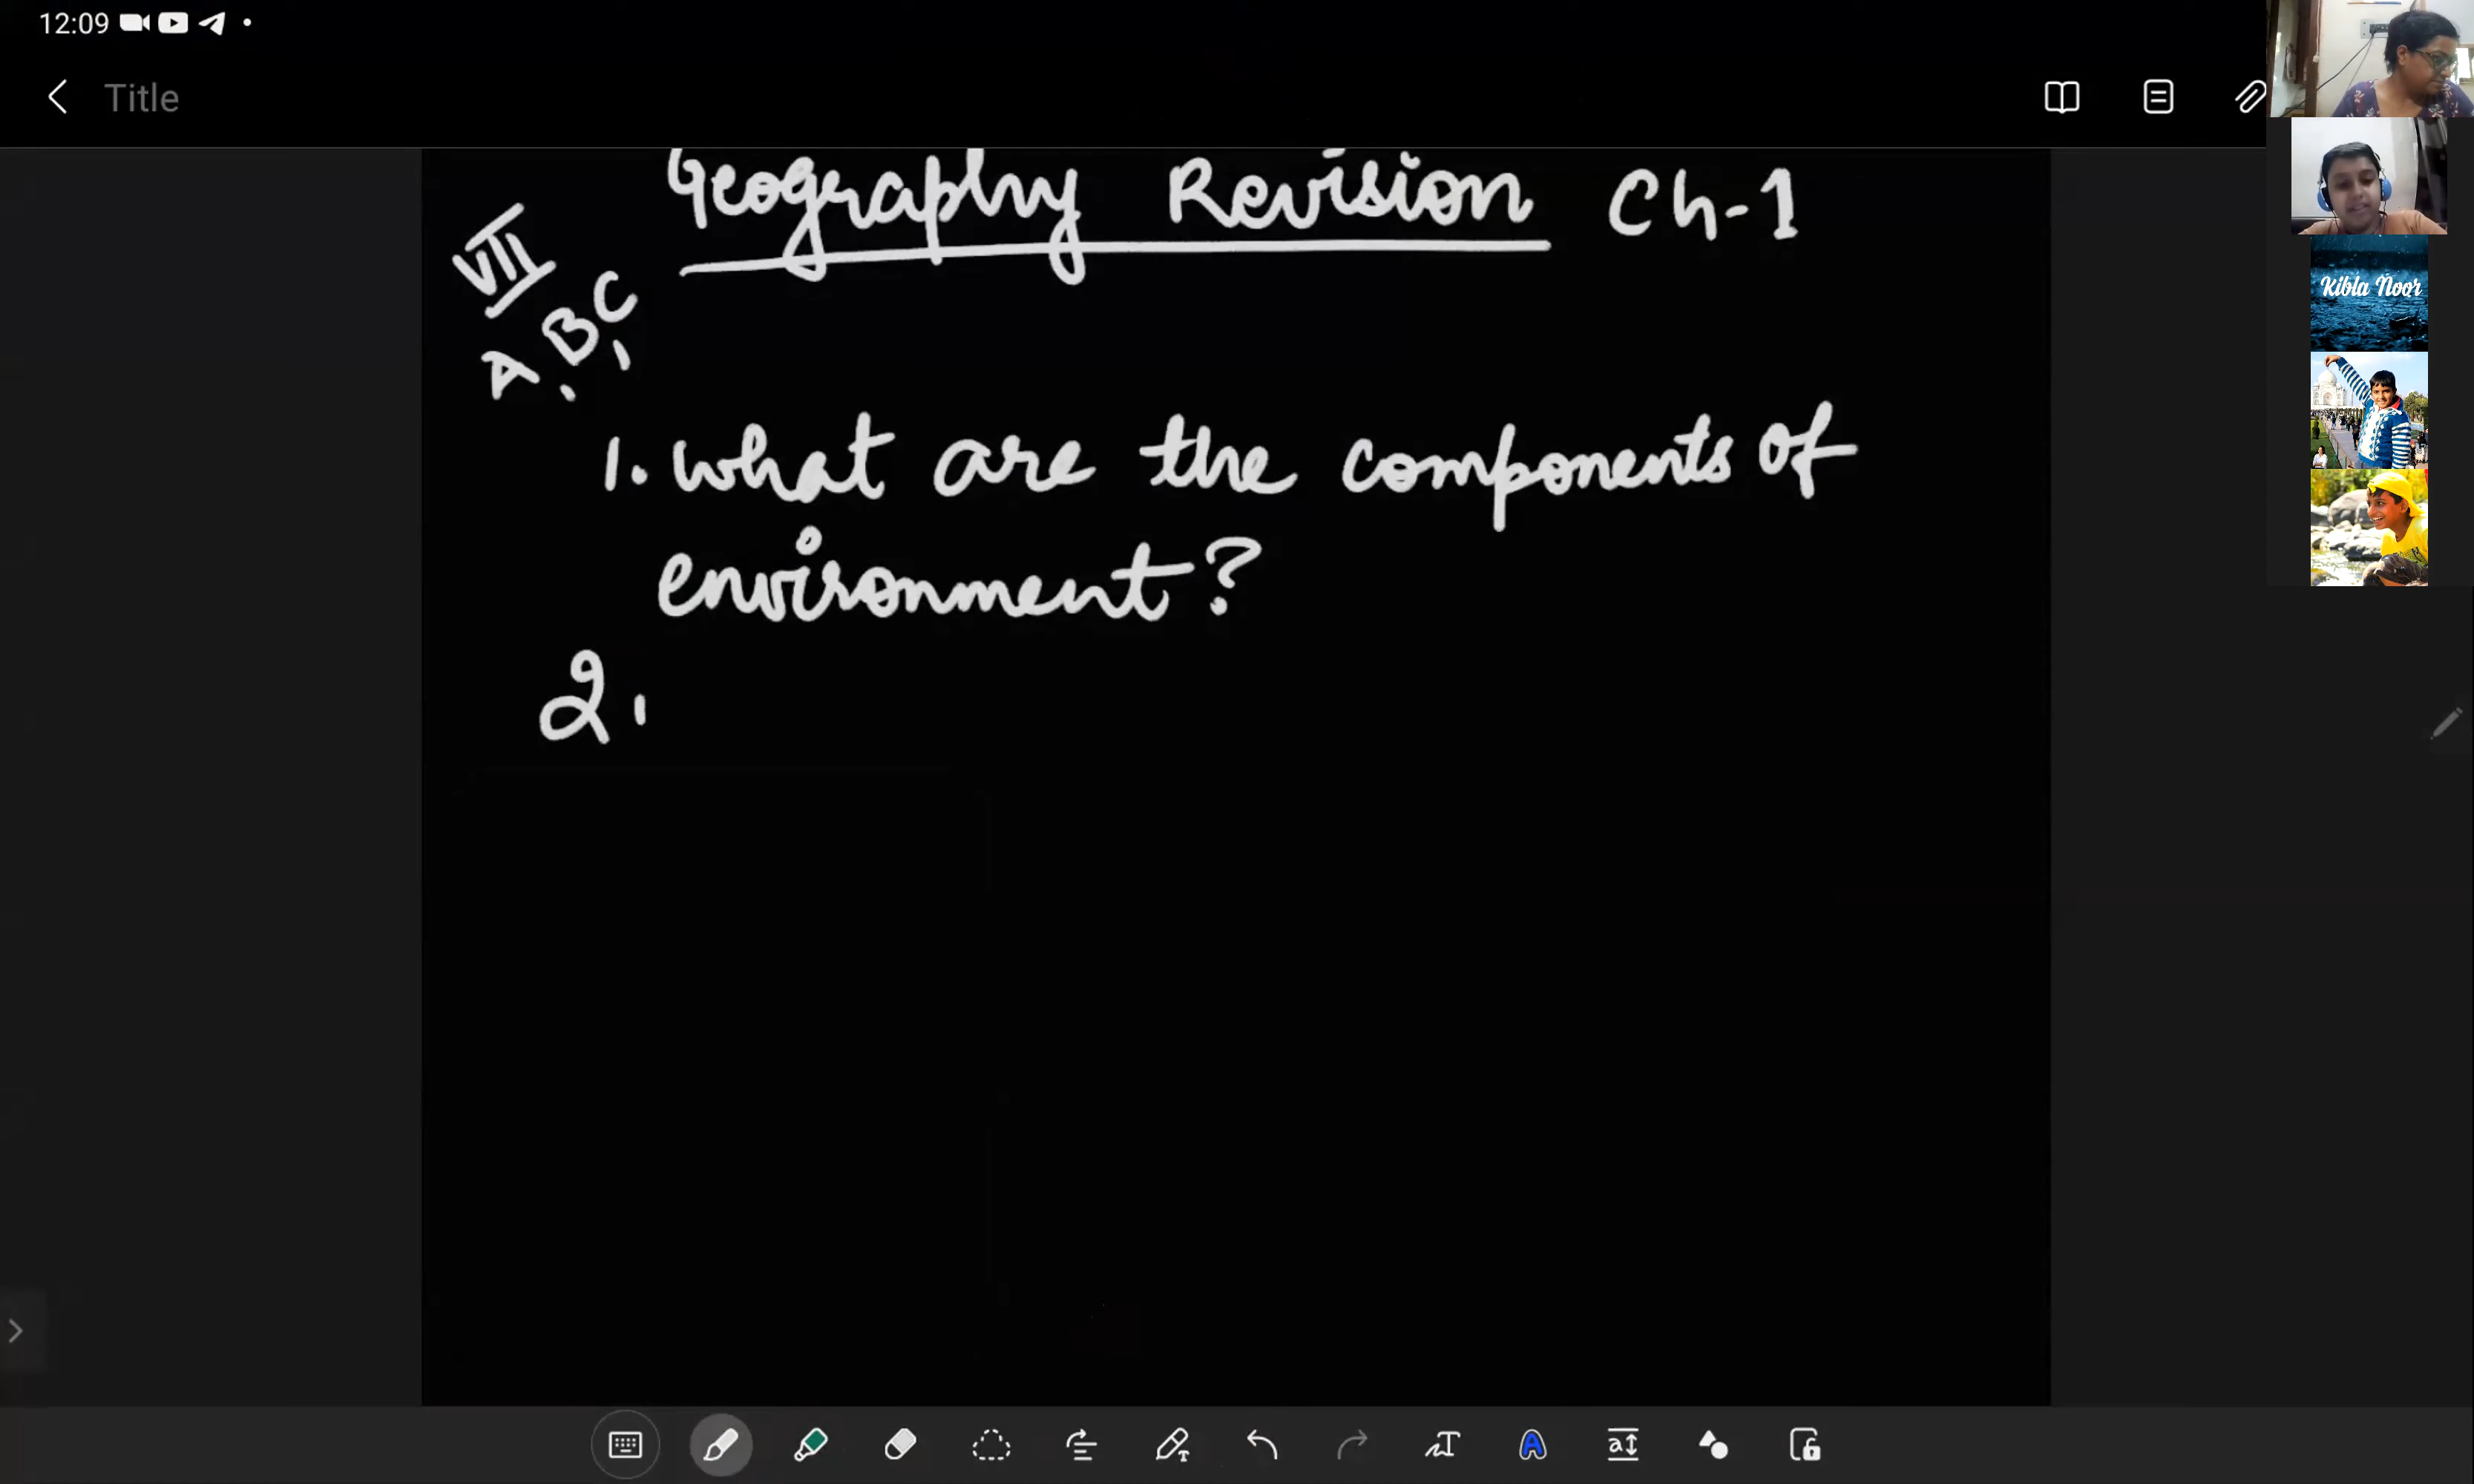 12:09
Title
Geography Revision Ch-1
VII
A, B, C
1. What are the components of
environment?
2.
Kibla Noor